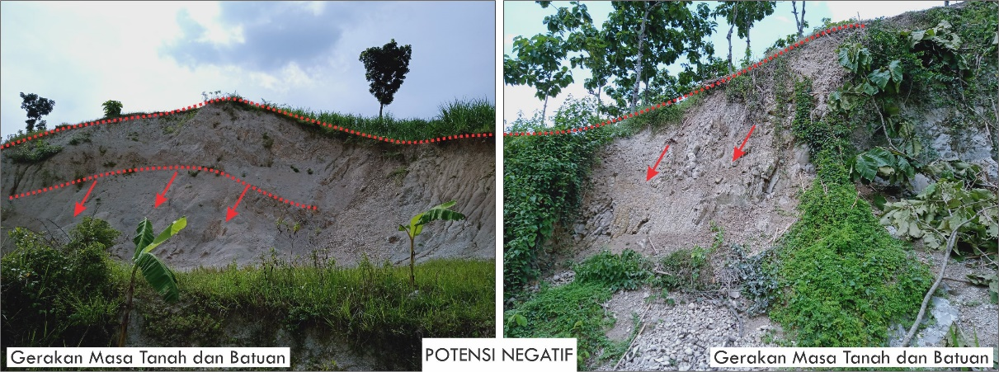 Gerakan Masa Tanah dan Batuan
POTENSI NEGATIF
Gerakan Masa Tanah dan Batuan